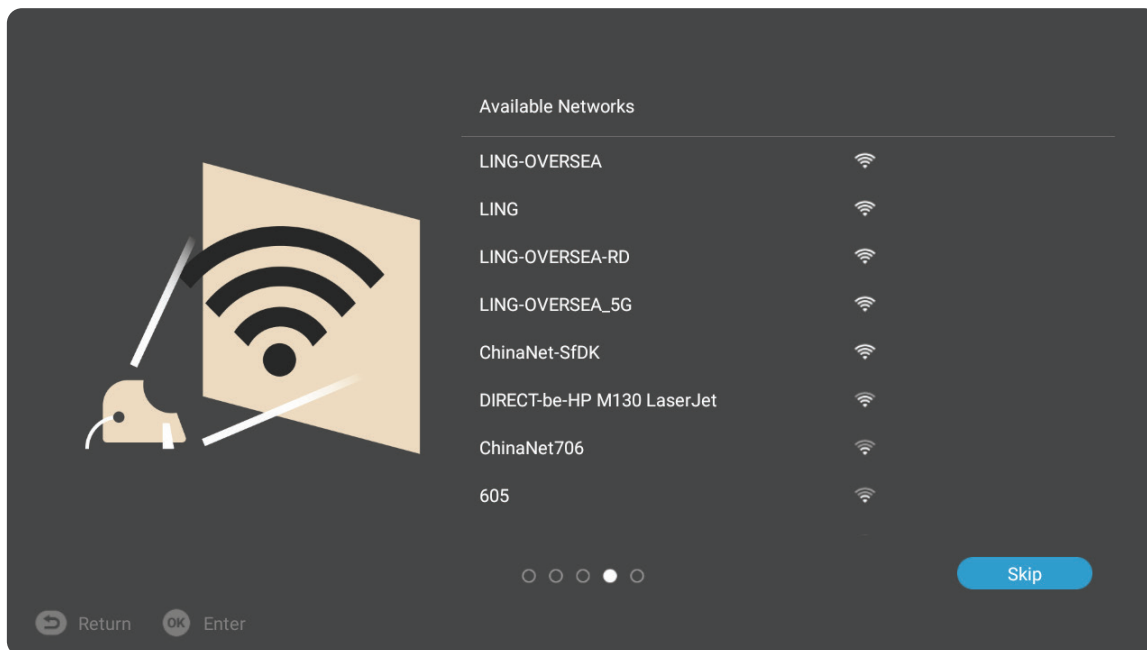 Available Networks
LING-OVERSEA
LING
LING-OVERSEA-RD
LING-OVERSEA_5G
ChinaNet-SfDK
DIRECT-be-HP M130 LaserJet
ChinaNet706
605
Skip
Return OK Enter